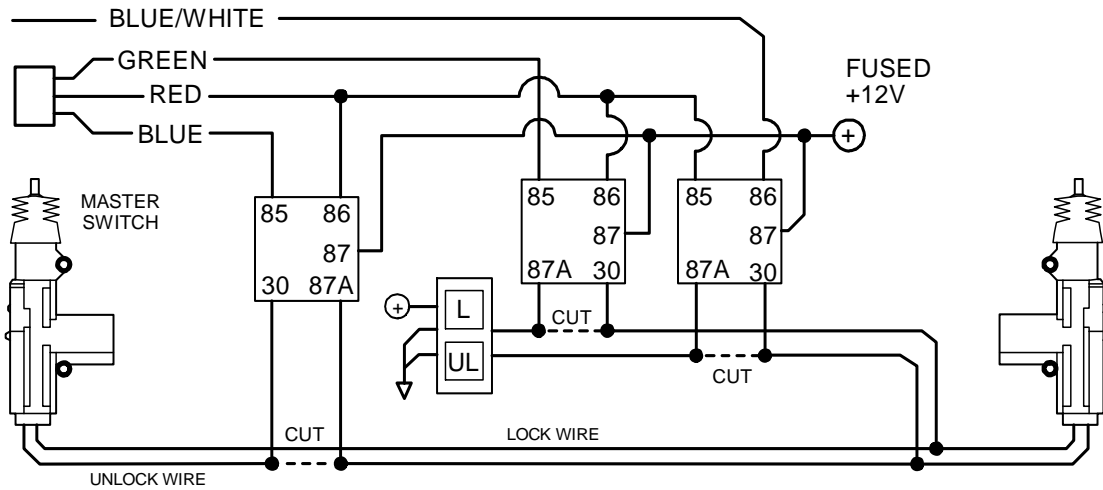 BLUE/WHITE
GREEN
RED
BLUE
FUSED
+12V
+
MASTER
SWITCH
85 86
87
30 87A
85 86
87
87A 30
85 86
87
87A 30
+
L
UL
CUT
CUT
CUT
LOCK WIRE
UNLOCK WIRE